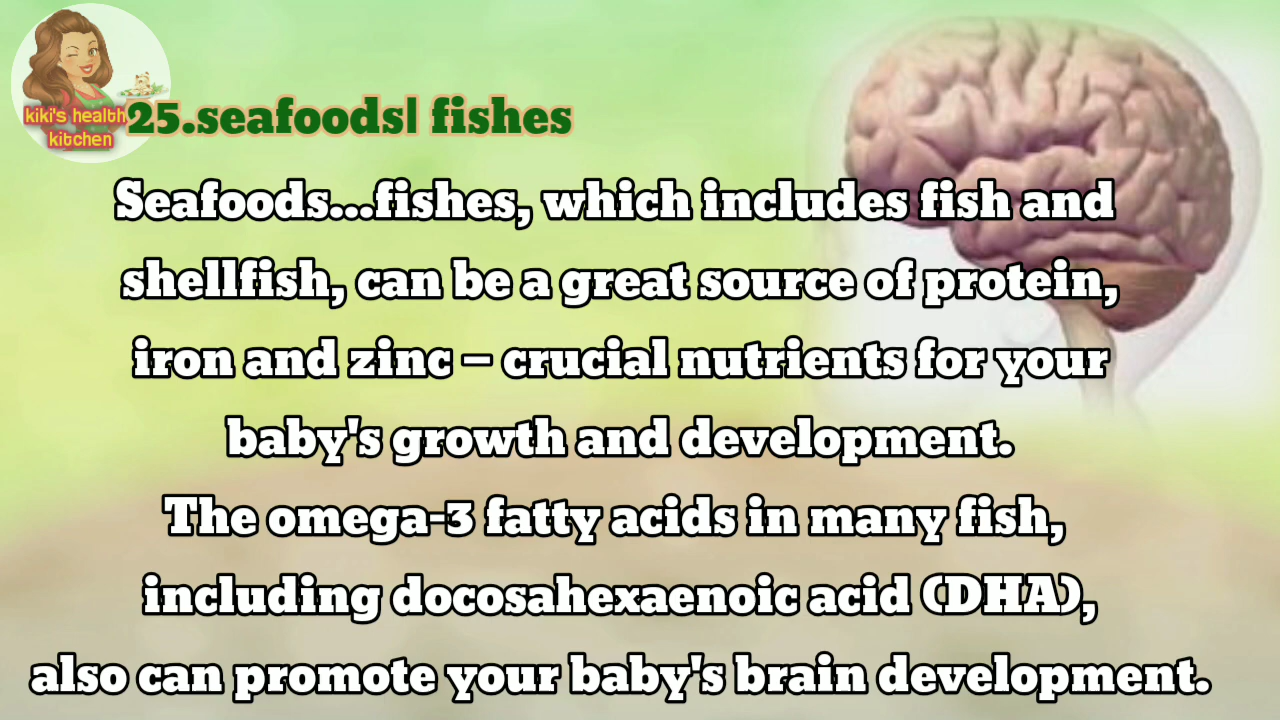 kiki's health
kitchen
25.seafoods| fishes
Seafoods...fishes, which includes fish and
shellfish, can be a great source of protein,
iron and zinc – crucial nutrients for your
baby's growth and development.
The omega-3 fatty acids in many fish,
including docosahexaenoic acid (DHA),
also can promote your baby's brain development.